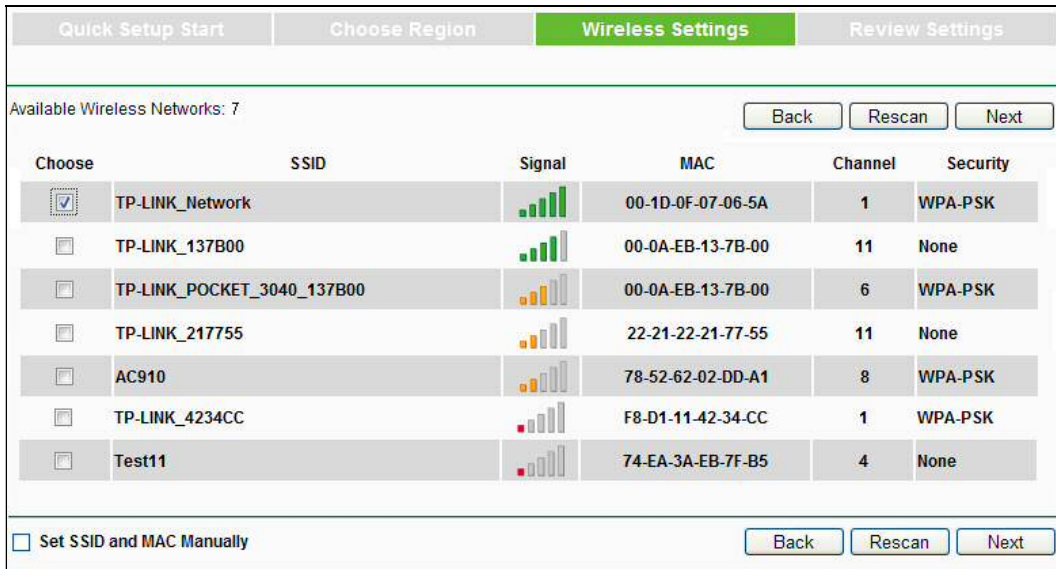 Quick Setup Start Choose Region Wireless Settings Review Settings
Available Wireless Networks: 7
Back Rescan Next
Choose SSID Signal MAC Channel Security
TP-LINK_Network 00-1D-0F-07-06-5A 1 WPA-PSK
TP-LINK_137B00 00-0A-EB-13-7B-00 11 None
TP-LINK_POCKET_3040_137B00 00-0A-EB-13-7B-00 6 WPA-PSK
TP-LINK_217755 22-21-22-21-77-55 11 None
AC910 78-52-62-02-DD-A1 8 WPA-PSK
TP-LINK_4234CC F8-D1-11-42-34-CC 1 WPA-PSK
Test11 74-EA-3A-EB-7F-B5 4 None
Set SSID and MAC Manually Back Rescan Next